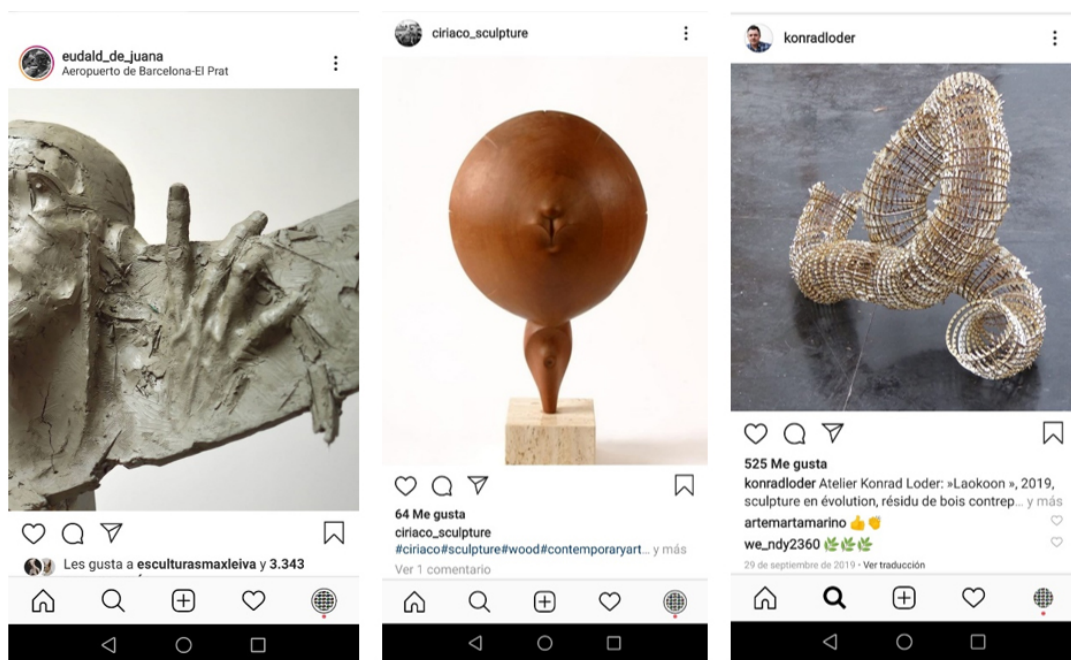 eudald_de_juana
Aeropuerto de Barcelona-El Prat
Les gusta a esculturasmaxleiva y 3.343
ciriaco_sculpture
64 Me gusta
ciriaco_sculpture
#ciriaco#sculpture#wood#contemporaryart... y más
Ver 1 comentario
konradloder
525 Me gusta
konradloder Atelier Konrad Loder: »Laokoon », 2019,
sculpture en évolution, résidu de bois contrep... y más
artemartamarino 👍👏
we_ndy2360 🌿🌿🌿
29 de septiembre de 2019 • Ver traducción